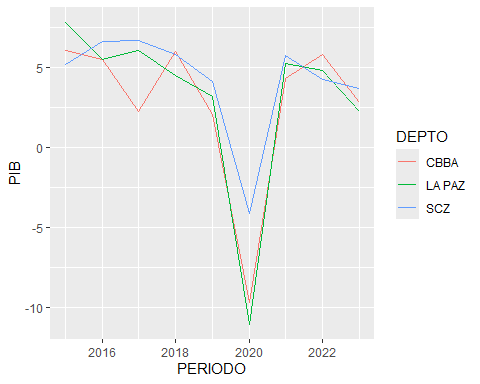 5
0
-5
-10
PIB
2016 2018 2020 2022
PERIODO
DEPTO
CBBA
LA PAZ
SCZ